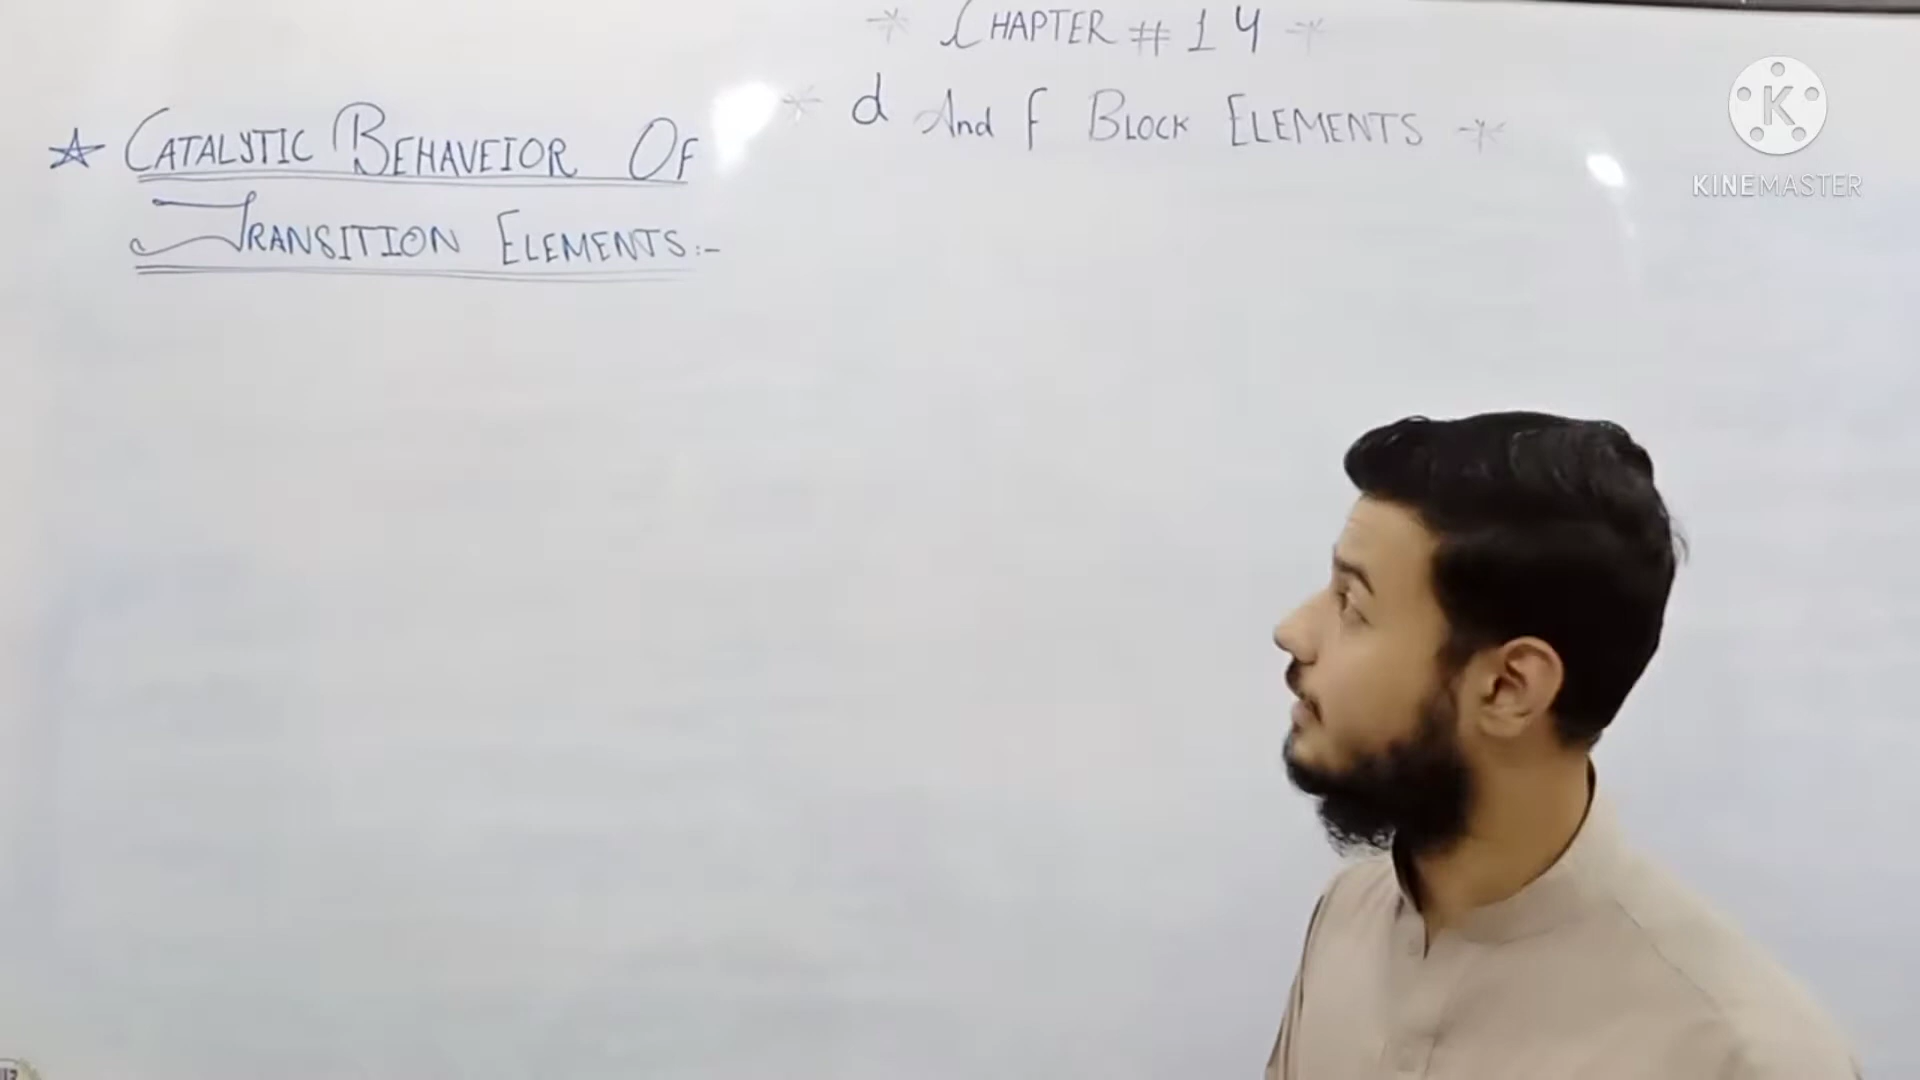 * CHAPTER # 14 *
* d And f BLOCK ELEMENTS *
☆ CATALYTIC BEHAVEIOR OF
TRANSITION ELEMENTS:-
K
KINEMASTER